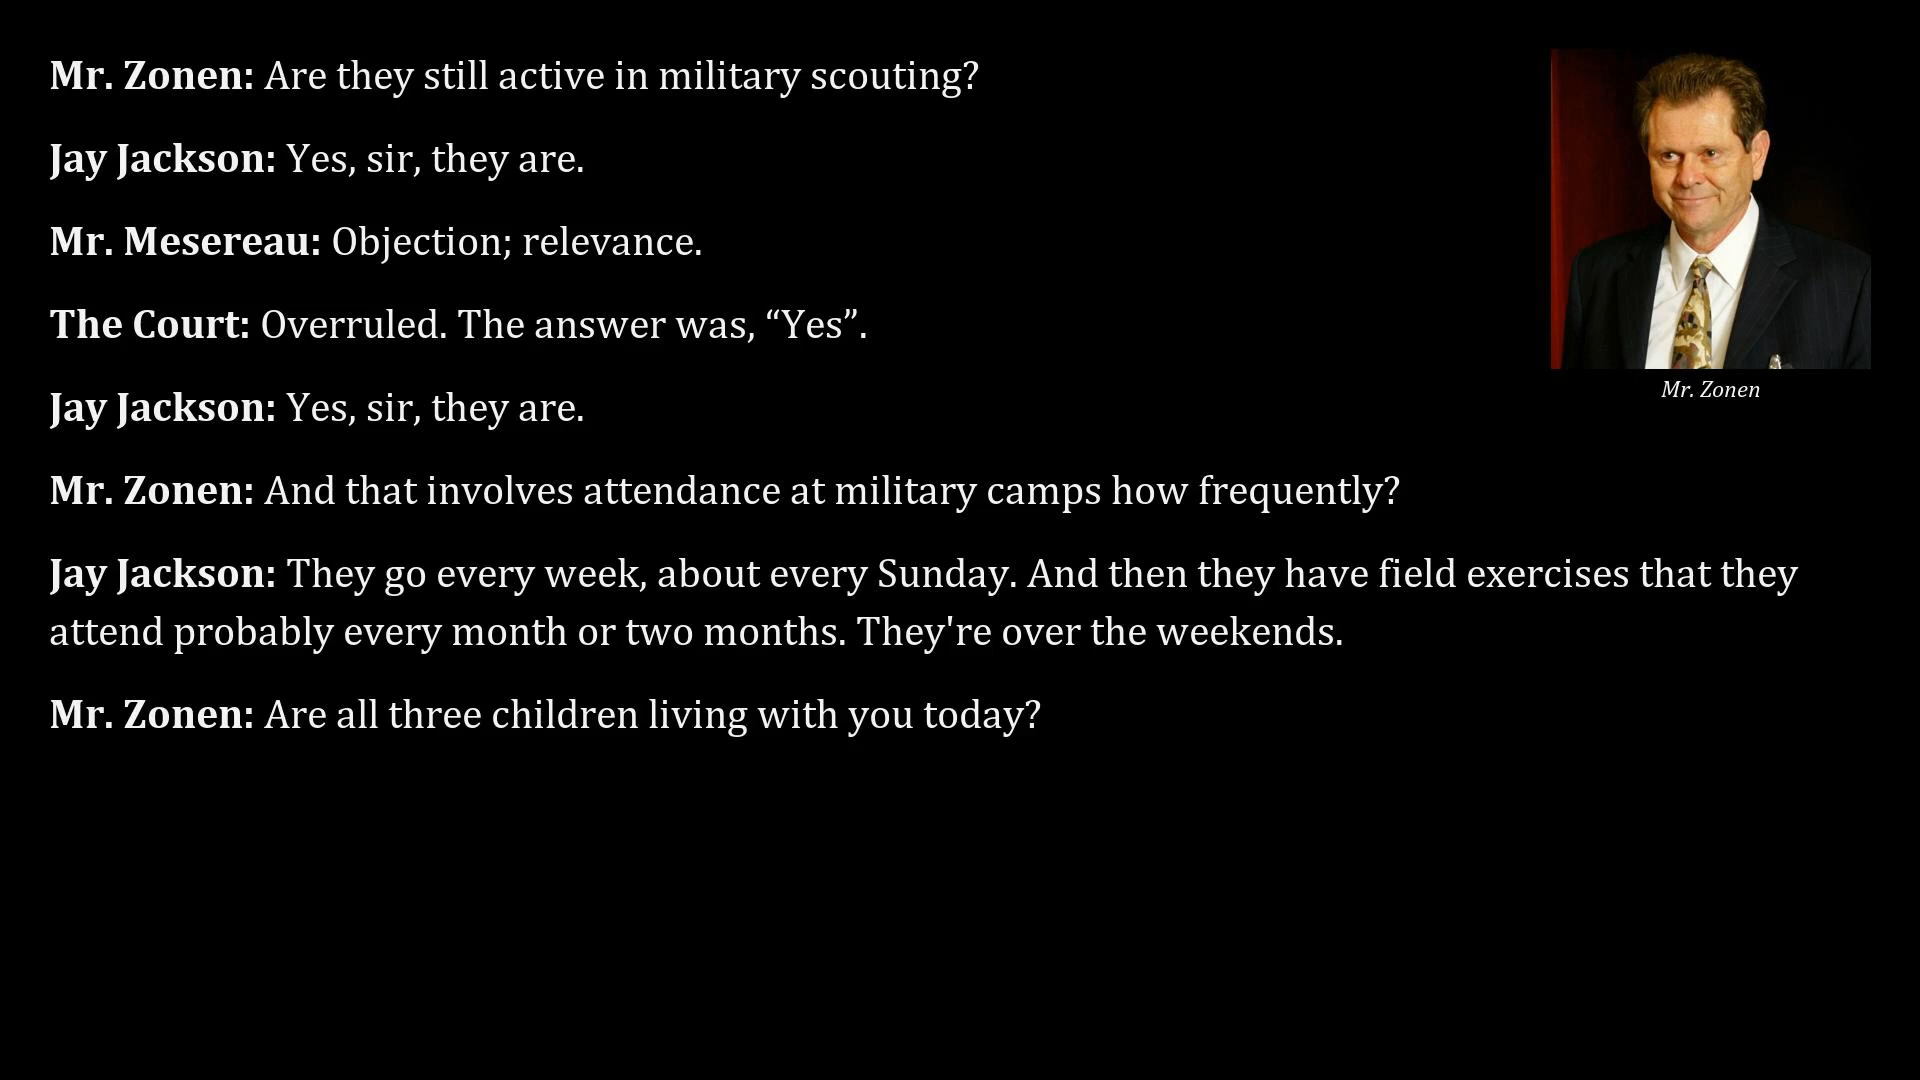 Mr. Zonen: Are they still active in military scouting?
Jay Jackson: Yes, sir, they are.
Mr. Mesereau: Objection; relevance.
The Court: Overruled. The answer was, “Yes”.
Jay Jackson: Yes, sir, they are.
Mr. Zonen: And that involves attendance at military camps how frequently?
Jay Jackson: They go every week, about every Sunday. And then they have field exercises that they
attend probably every month or two months. They're over the weekends.
Mr. Zonen: Are all three children living with you today?
Mr. Zonen